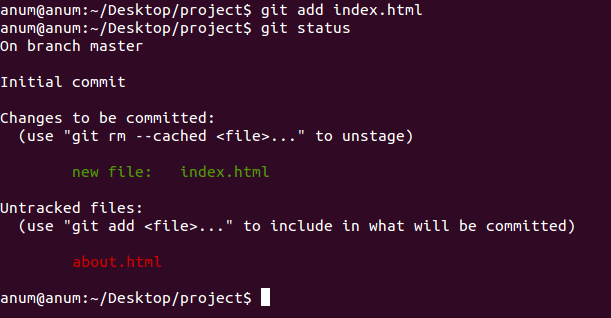 anum@anum:~/Desktop/project$ git add index.html
anum@anum:~/Desktop/project$ git status
On branch master
Initial commit
Changes to be committed:
  (use "git rm --cached <file>..." to unstage)
        new file:   index.html
Untracked files:
  (use "git add <file>..." to include in what will be committed)
        about.html
anum@anum:~/Desktop/project$